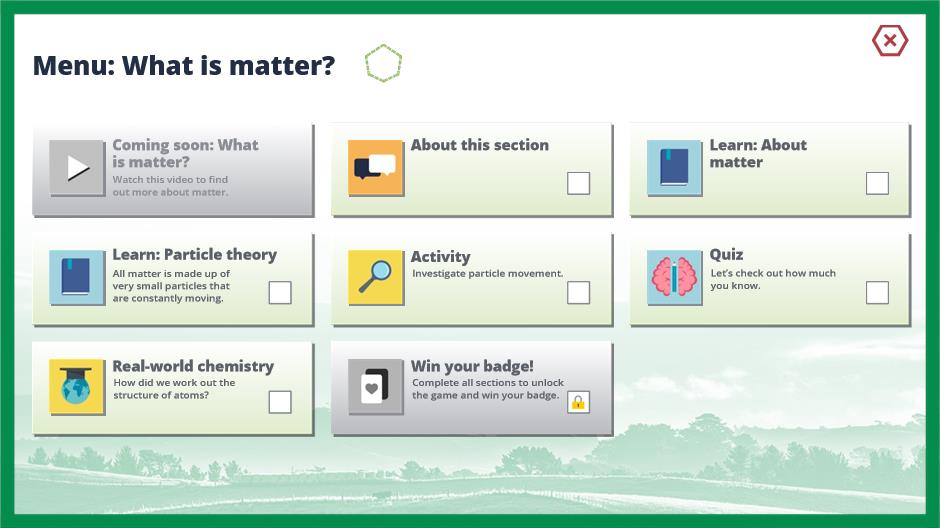 Menu: What is matter?
Coming soon: What
is matter?
Watch this video to find
out more about matter.
About this section
Learn: About
matter
Learn: Particle theory
All matter is made up of
very small particles that
are constantly moving.
Activity
Investigate particle movement.
Quiz
Let's check out how much
you know.
Real-world chemistry
How did we work out the
structure of atoms?
Win your badge!
Complete all sections to unlock
the game and win your badge.